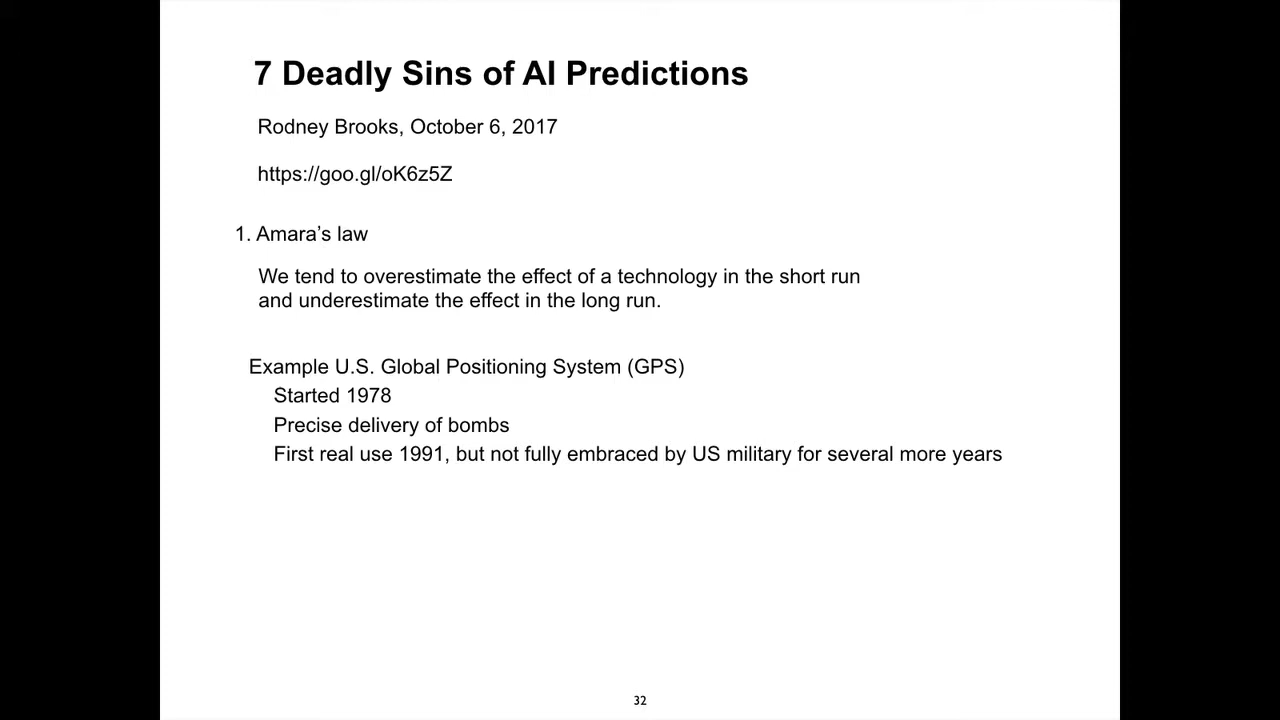 7 Deadly Sins of AI Predictions
Rodney Brooks, October 6, 2017
https://goo.gl/oK6z5Z
1. Amara’s law
We tend to overestimate the effect of a technology in the short run
and underestimate the effect in the long run.
Example U.S. Global Positioning System (GPS)
Started 1978
Precise delivery of bombs
First real use 1991, but not fully embraced by US military for several more years
32